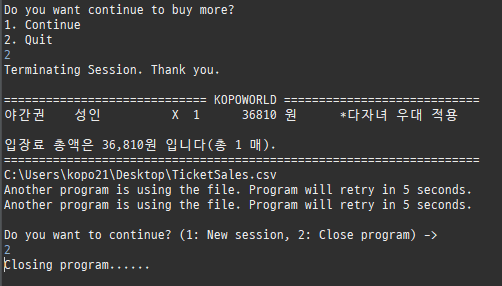 Do you want continue to buy more?
1. Continue
2. Quit
2
Terminating Session. Thank you.
============================== KOPOWORLD =============================
야간권 성인 X 1 36810 원 *다자녀 우대 적용
입장료 총액은 36,810원 입니다(총 1 매).
======================================================================
C:\Users\kopo21\Desktop\TicketSales.csv
Another program is using the file. Program will retry in 5 seconds.
Another program is using the file. Program will retry in 5 seconds.
Do you want to continue? (1: New session, 2: Close program) ->
2
Closing program......